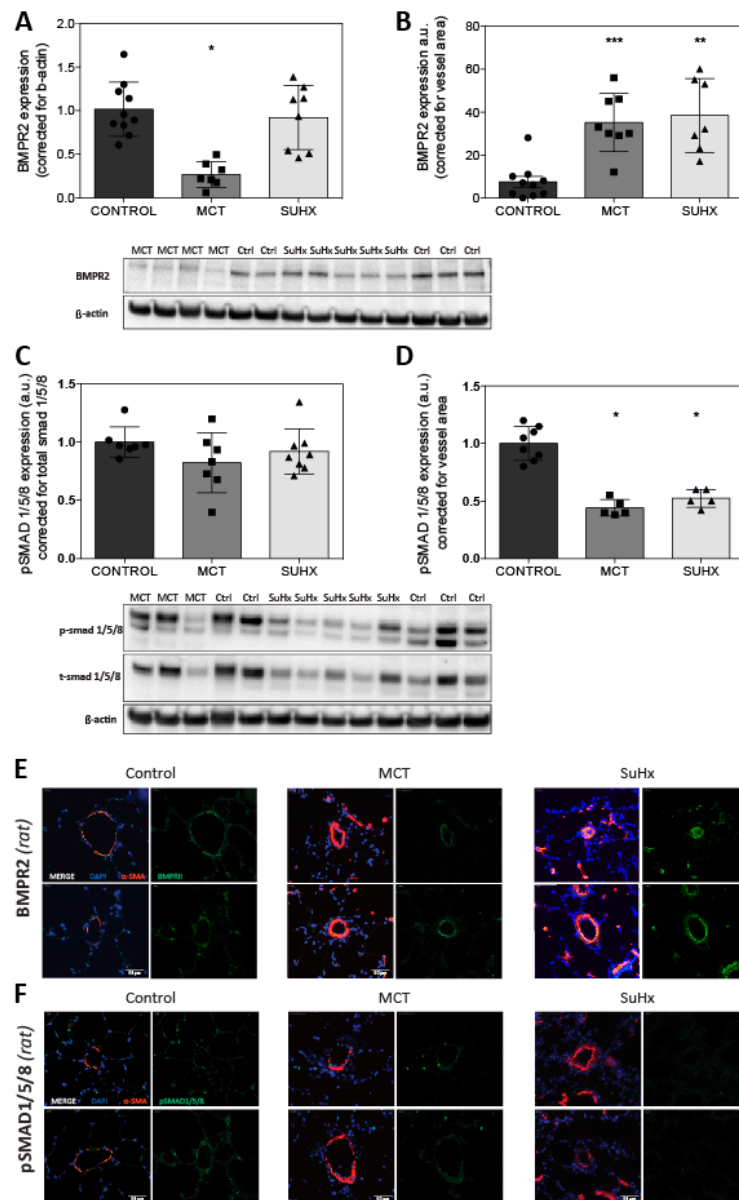 A
BMPR2 expression
(corrected for b-actin)
2.0
1.5
1.0
0.5
0.0
*
CONTROL MCT SUHX
B
BMPR2 expression a.u.
(corrected for vessel area)
80
60
40
20
0
*** **
CONTROL MCT SUHX
MCT MCT MCT MCT Ctrl Ctrl SuHx SuHx SuHx SuHx SuHx Ctrl Ctrl Ctrl
BMPR2
ß-actin
C
pSMAD 1/5/8 expression (a.u.)
corrected for total smad 1/5/8
1.5
1.0
0.5
0.0
CONTROL MCT SUHX
D
pSMAD 1/5/8 expression (a.u.)
corrected for vessel area
1.5
1.0
0.5
0.0
* *
CONTROL MCT SUHX
MCT MCT MCT Ctrl Ctrl SuHx SuHx SuHx SuHx SuHx Ctrl Ctrl Ctrl
p-smad 1/5/8
t-smad 1/5/8
ß-actin
E
Control MCT SuHx
BMPR2 (rat)
MERGE DAPI α-SMA BMPRII
F
Control MCT SuHx
pSMAD1/5/8 (rat)
MERGE DAPI α-SMA pSMAD1/5/8